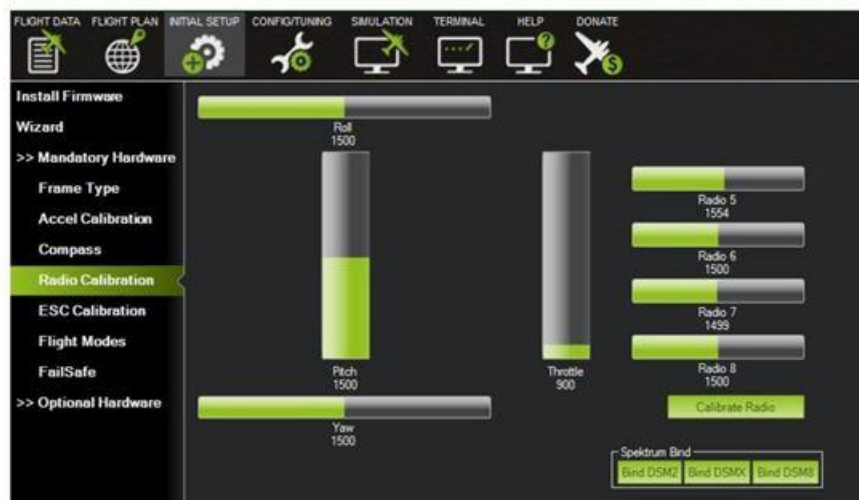 FLIGHT DATA FLIGHT PLAN INITIAL SETUP CONFIG/TUNING SIMULATION TERMINAL HELP DONATE
Install Firmware
Wizard
>> Mandatory Hardware
Frame Type
Accel Calibration
Compass
Radio Calibration
ESC Calibration
Flight Modes
FailSafe
>> Optional Hardware
Roll
1500
Pitch
1500
Throttle
900
Yaw
1500
Radio 5
1554
Radio 6
1500
Radio 7
1499
Radio 8
1500
Calibrate Radio
Spektrum Bind
Bind DSM2 Bind DSMX Bind DSM8